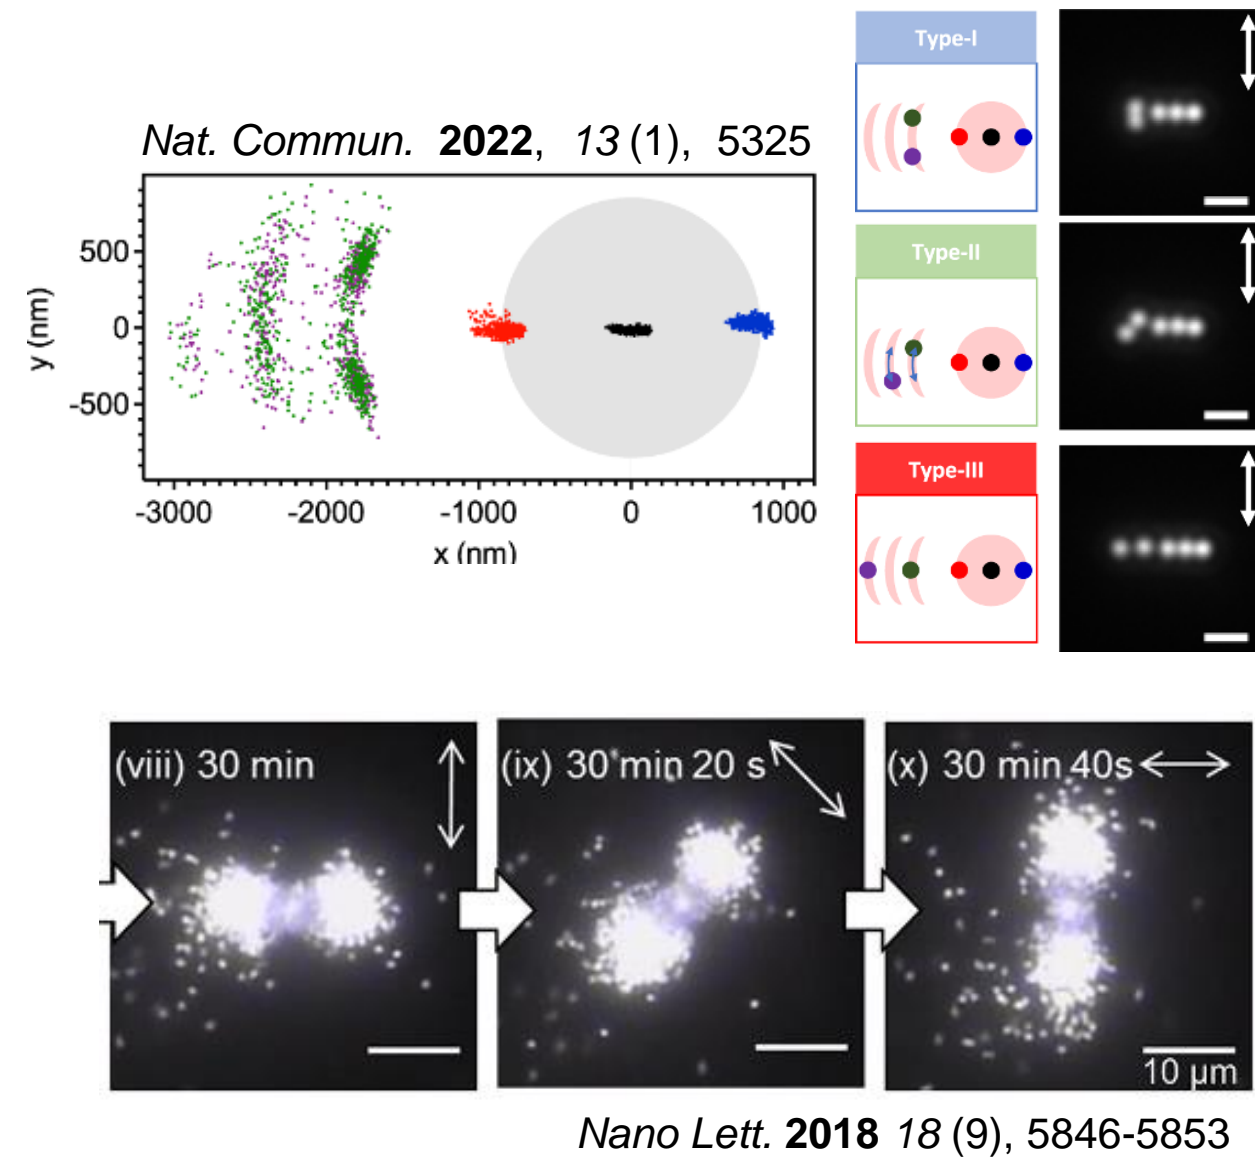 Nat. Commun. 2022, 13 (1), 5325
500
0
-500
y (nm)
-3000 -2000 -1000 0 1000
x (nm)
Type-I
Type-II
Type-III
(viii) 30 min
(ix) 30 min 20 s
(x) 30 min 40s
10 µm
Nano Lett. 2018 18 (9), 5846-5853